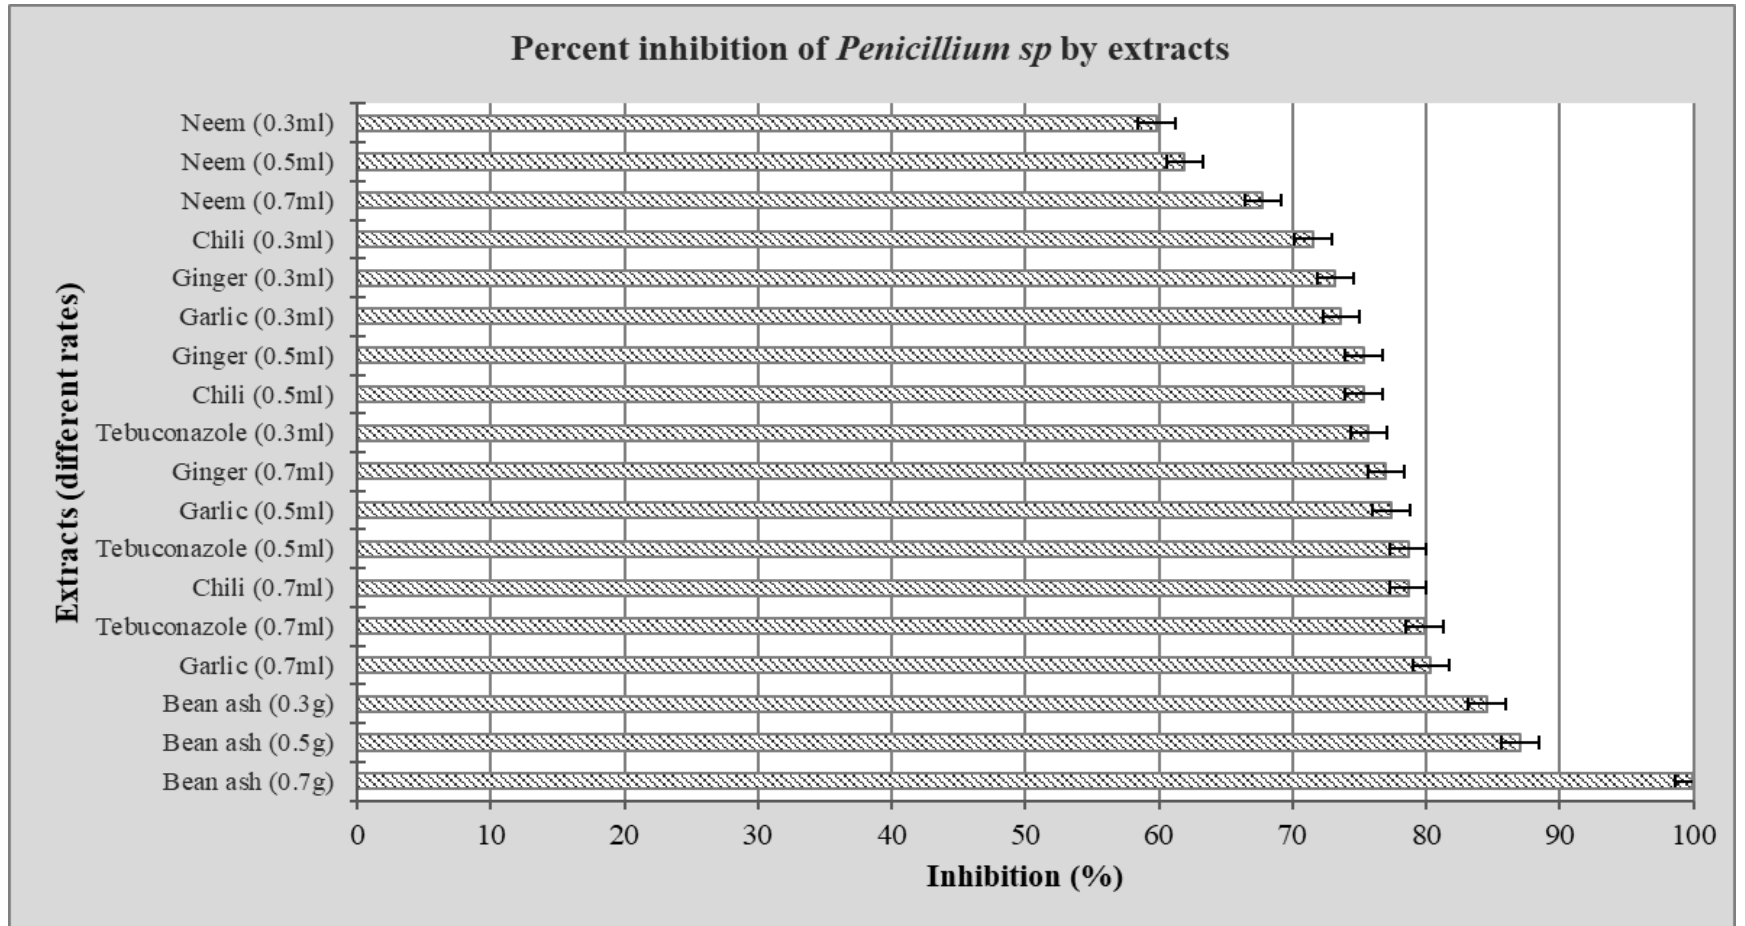 Percent inhibition of Penicillium sp by extracts
Extracts (different rates)
Neem (0.3ml)
Neem (0.5ml)
Neem (0.7ml)
Chili (0.3ml)
Ginger (0.3ml)
Garlic (0.3ml)
Ginger (0.5ml)
Chili (0.5ml)
Tebuconazole (0.3ml)
Ginger (0.7ml)
Garlic (0.5ml)
Tebuconazole (0.5ml)
Chili (0.7ml)
Tebuconazole (0.7ml)
Garlic (0.7ml)
Bean ash (0.3g)
Bean ash (0.5g)
Bean ash (0.7g)
0 10 20 30 40 50 60 70 80 90 100
Inhibition (%)